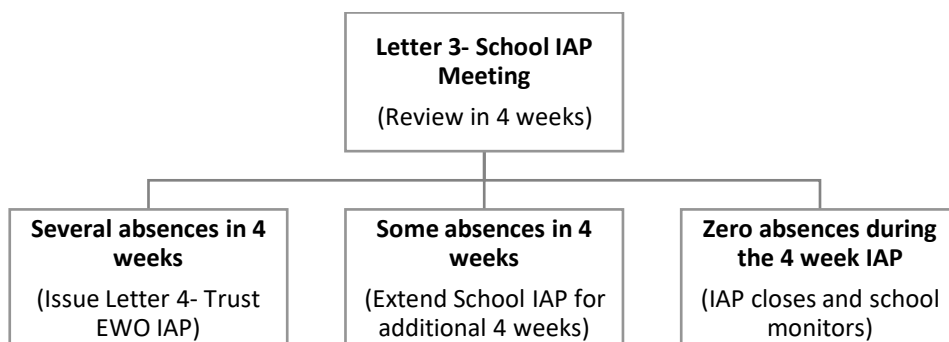 Letter 3- School IAP
Meeting
(Review in 4 weeks)
Several absences in 4
weeks
(Issue Letter 4- Trust
EWO IAP)
Some absences in 4
weeks
(Extend School IAP for
additional 4 weeks)
Zero absences during
the 4 week IAP
(IAP closes and school
monitors)